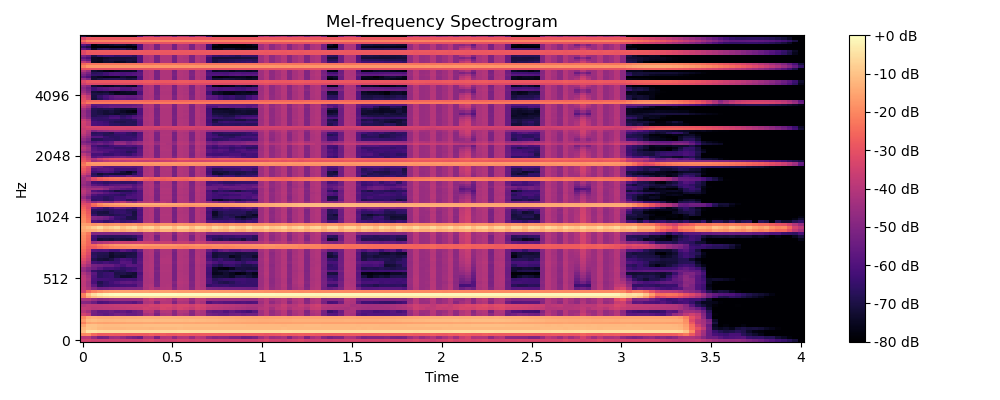 Mel-frequency Spectrogram
Hz
4096
2048
1024
512
0
0 0.5 1 1.5 2 2.5 3 3.5 4
Time
+0 dB
-10 dB
-20 dB
-30 dB
-40 dB
-50 dB
-60 dB
-70 dB
-80 dB